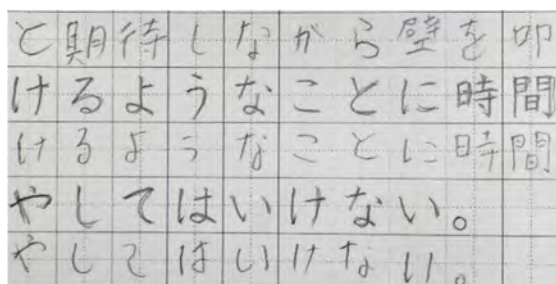 と期待しながら壁を叩
けるようなことに時間
けるようなことに時間
やしてはいけない。
やしてはいけない。